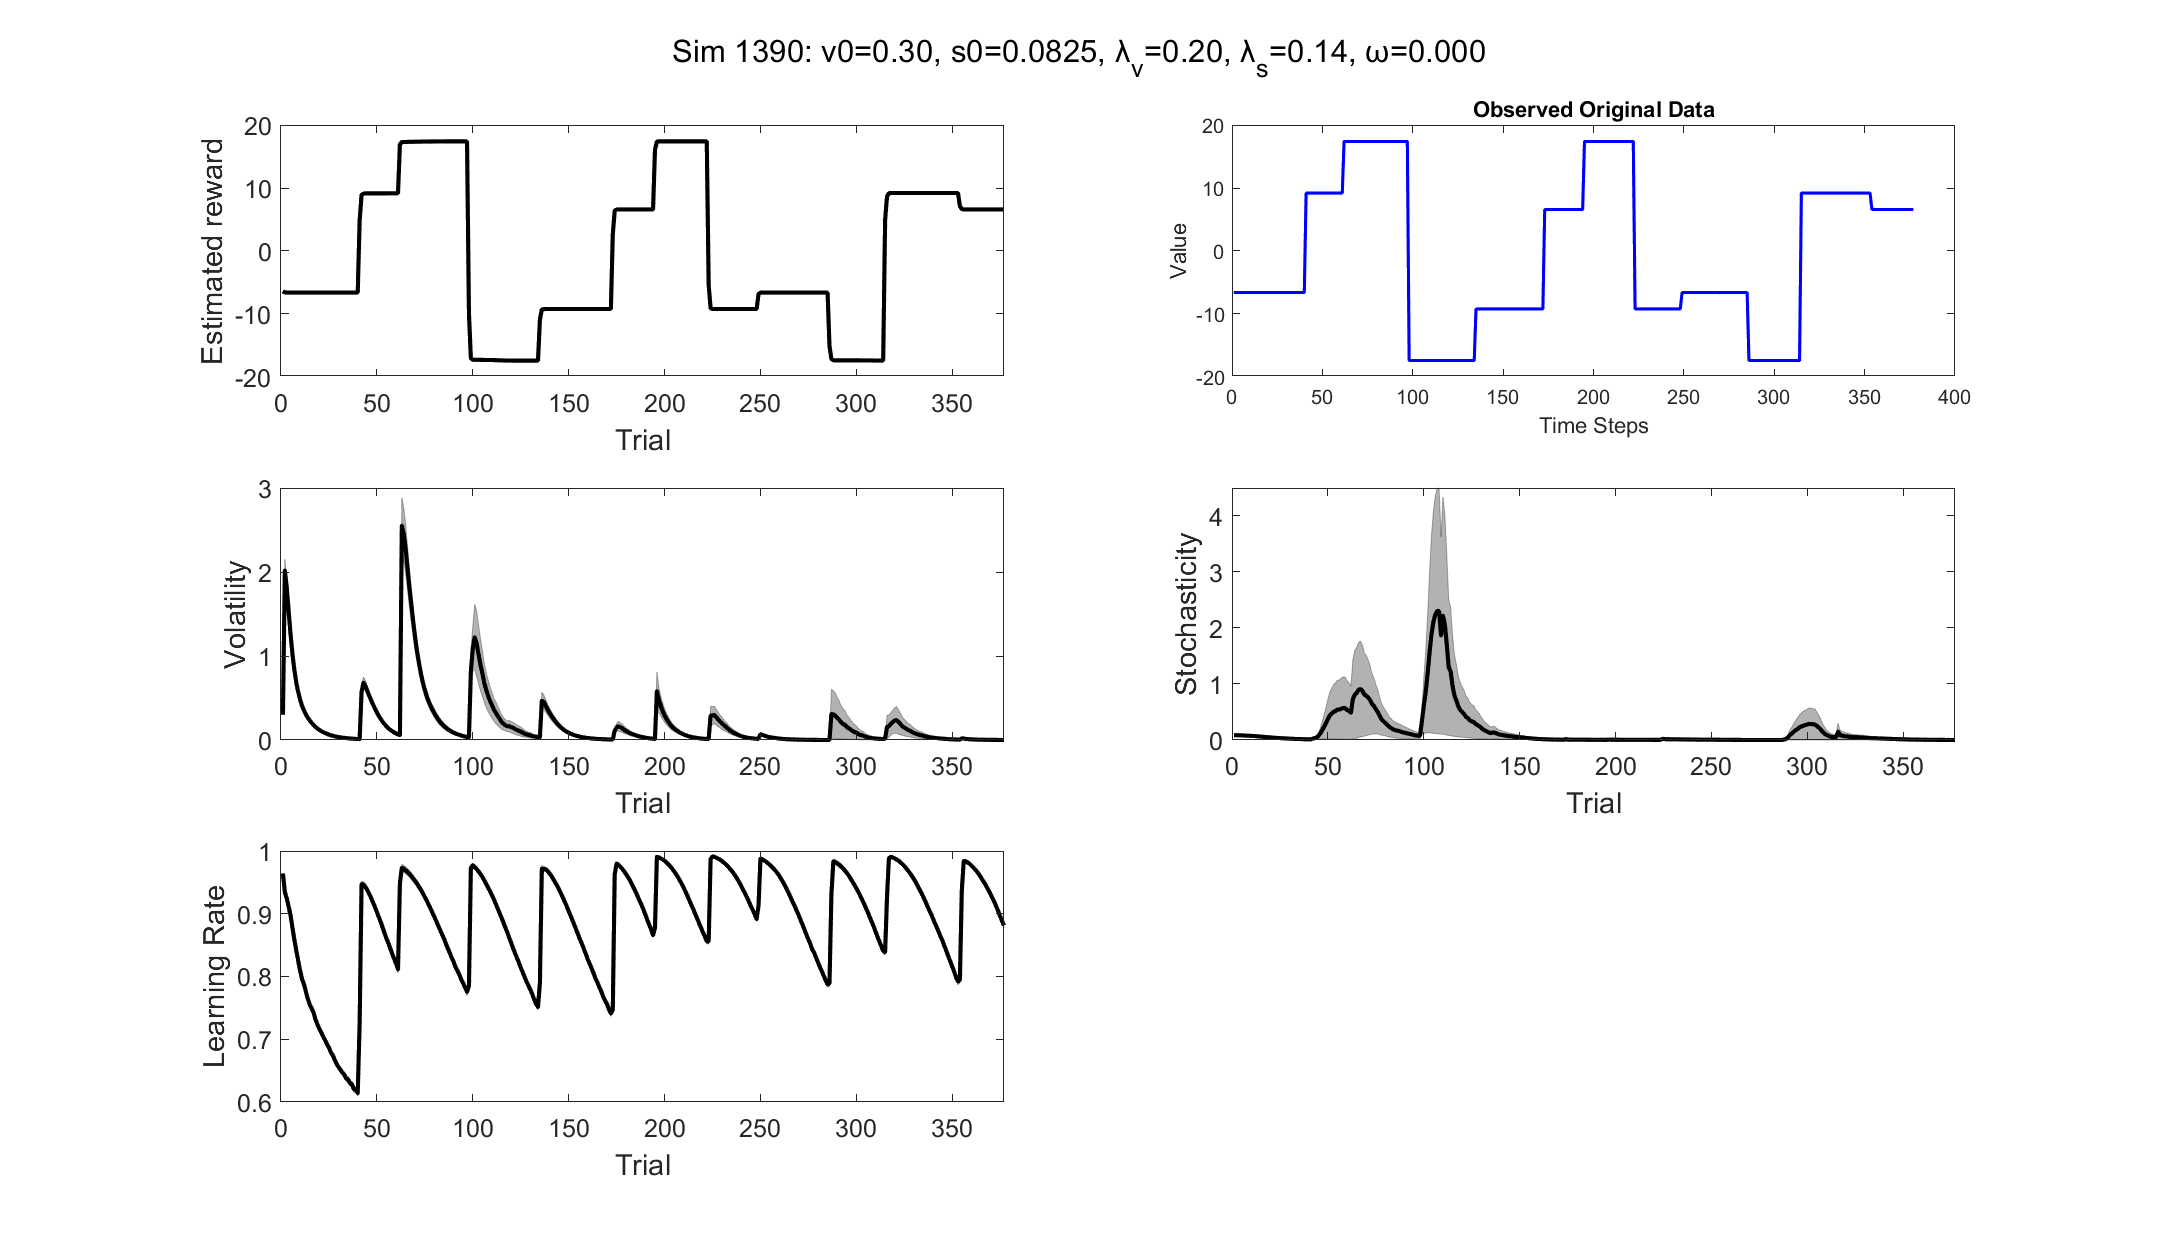 Sim 1390: v0=0.30, s0=0.0825, λv=0.20, λs=0.14, ω=0.000
Estimated reward
20
10
0
-10
-20
0 50 100 150 200 250 300 350
Trial
Observed Original Data
Value
20
10
0
-10
-20
0 50 100 150 200 250 300 350 400
Time Steps
Volatility
3
2
1
0
0 50 100 150 200 250 300 350
Trial
Stochasticity
4
3
2
1
0
0 50 100 150 200 250 300 350
Trial
Learning Rate
1
0.9
0.8
0.7
0.6
0 50 100 150 200 250 300 350
Trial